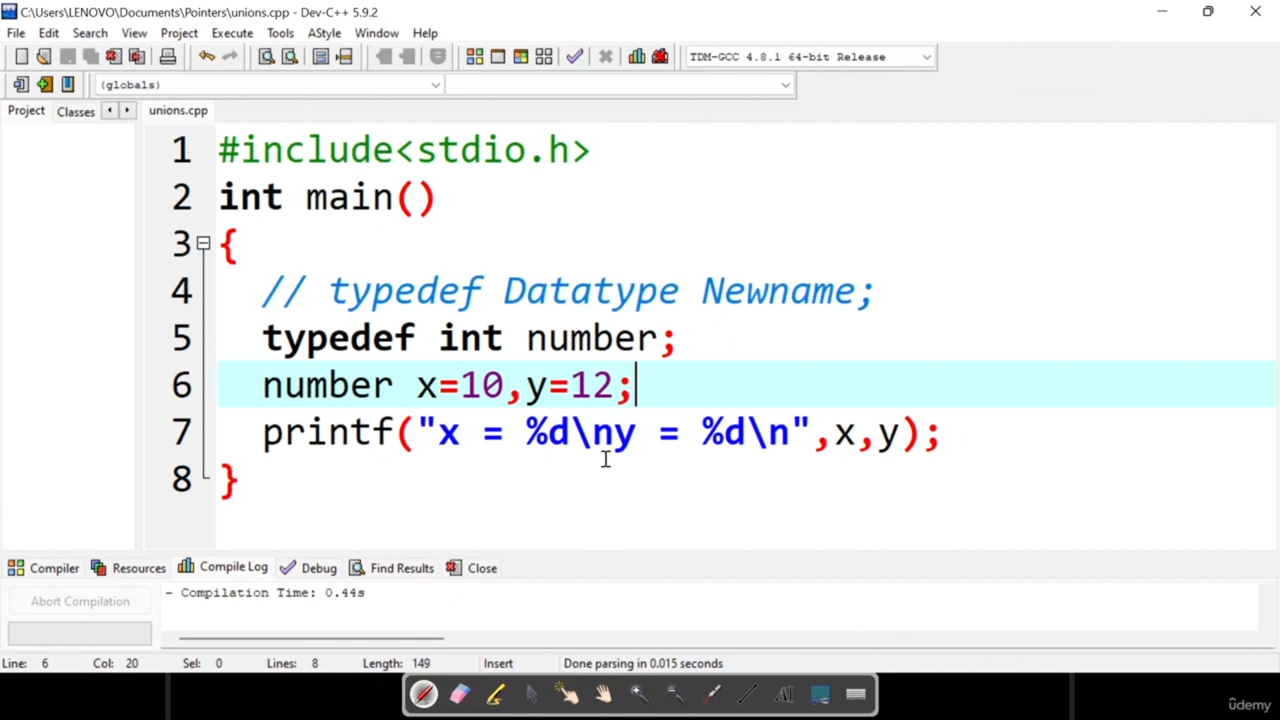 C:\Users\LENOVO\Documents\Pointers\unions.cpp - Dev-C++ 5.9.2
File Edit Search View Project Execute Tools AStyle Window Help
TDM-GCC 4.8.1 64-bit Release
(globals)
Project Classes unions.cpp
1 #include<stdio.h>
2 int main()
3 {
4 // typedef Datatype Newname;
5 typedef int number;
6 number x=10,y=12;
7 printf("x = %d\ny = %d\n",x,y);
8 }
Compiler Resources Compile Log Debug Find Results Close
Abort Compilation
- Compilation Time: 0.44s
Line: 6 Col: 20 Sel: 0 Lines: 8 Length: 149 Insert Done parsing in 0.015 seconds
AI
ûdemy